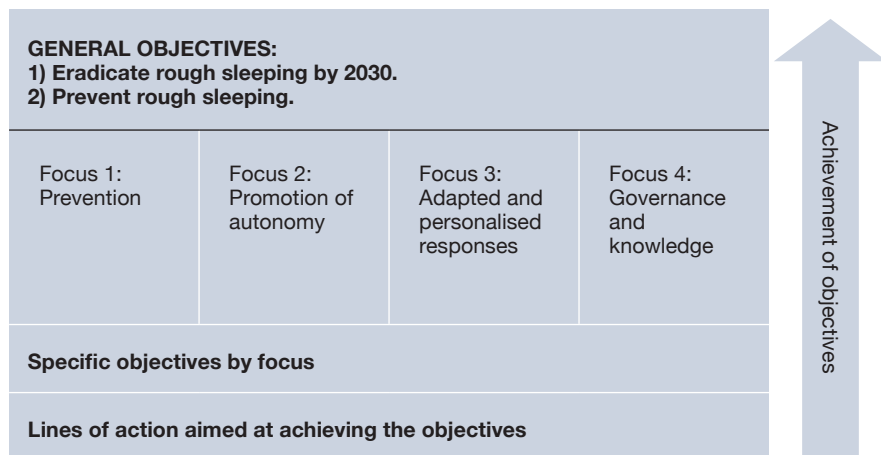 GENERAL OBJECTIVES:
1) Eradicate rough sleeping by 2030.
2) Prevent rough sleeping.
Focus 1:
Prevention
Focus 2:
Promotion of
autonomy
Focus 3:
Adapted and
personalised
responses
Focus 4:
Governance
and
knowledge
Specific objectives by focus
Lines of action aimed at achieving the objectives
Achievement of objectives